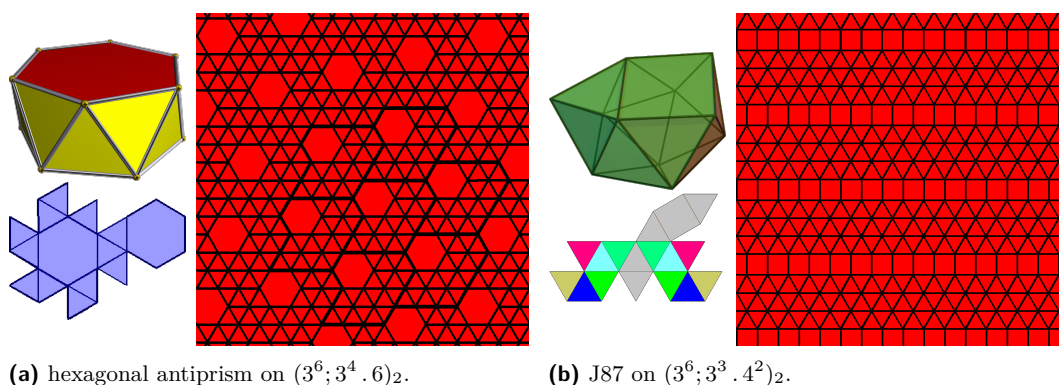 (a) hexagonal antiprism on (3⁶; 3⁴ . 6)₂.
(b) J87 on (3⁶; 3³ . 4²)₂.